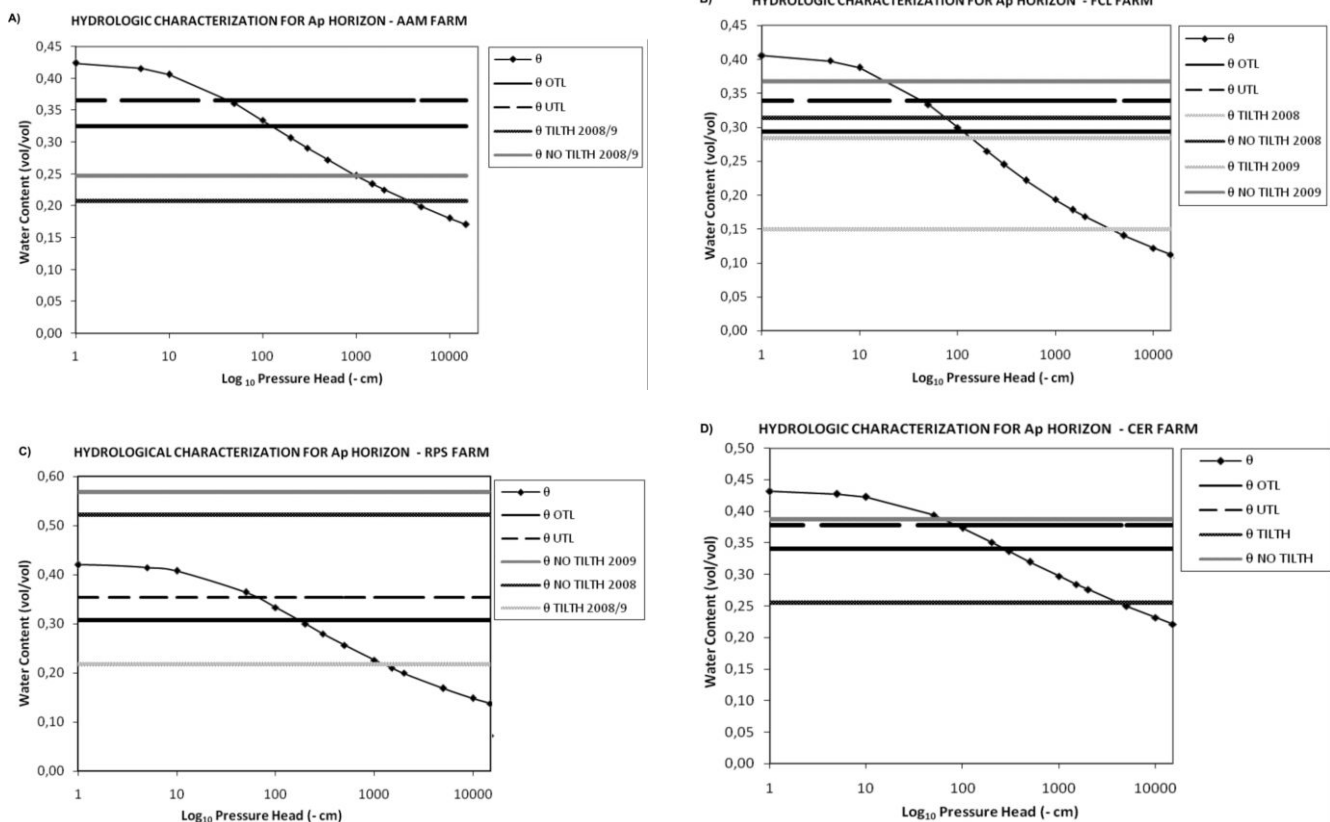 A)
HYDROLOGIC CHARACTERIZATION FOR Ap HORIZON - AAM FARM
Water Content (vol/vol)
0,45
0,40
0,35
0,30
0,25
0,20
0,15
0,10
0,05
0,00
1 10 100 1000 10000
Log10 Pressure Head (- cm)
θ
θ OTL
θ UTL
θ TILTH 2008/9
θ NO TILTH 2008/9
HYDROLOGIC CHARACTERIZATION FOR Ap HORIZON - FCL FARM
Water Content (vol/vol)
0,45
0,40
0,35
0,30
0,25
0,20
0,15
0,10
0,05
0,00
1 10 100 1000 10000
Log10 Pressure Head (- cm)
θ
θ OTL
θ UTL
θ TILTH 2008
θ NO TILTH 2008
θ TILTH 2009
θ NO TILTH 2009
C)
HYDROLOGICAL CHARACTERIZATION FOR Ap HORIZON - RPS FARM
Water Content (vol/vol)
0,60
0,50
0,40
0,30
0,20
0,10
0,00
1 10 100 1000 10000
Log10 Pressure Head (- cm)
θ
θ OTL
θ UTL
θ NO TILTH 2009
θ NO TILTH 2008
θ TILTH 2008/9
D)
HYDROLOGIC CHARACTERIZATION FOR Ap HORIZON - CER FARM
Water Content (vol/vol)
0,50
0,45
0,40
0,35
0,30
0,25
0,20
0,15
0,10
0,05
0,00
1 10 100 1000 10000
Log10 Pressure Head (- cm)
θ
θ OTL
θ UTL
θ TILTH
θ NO TILTH